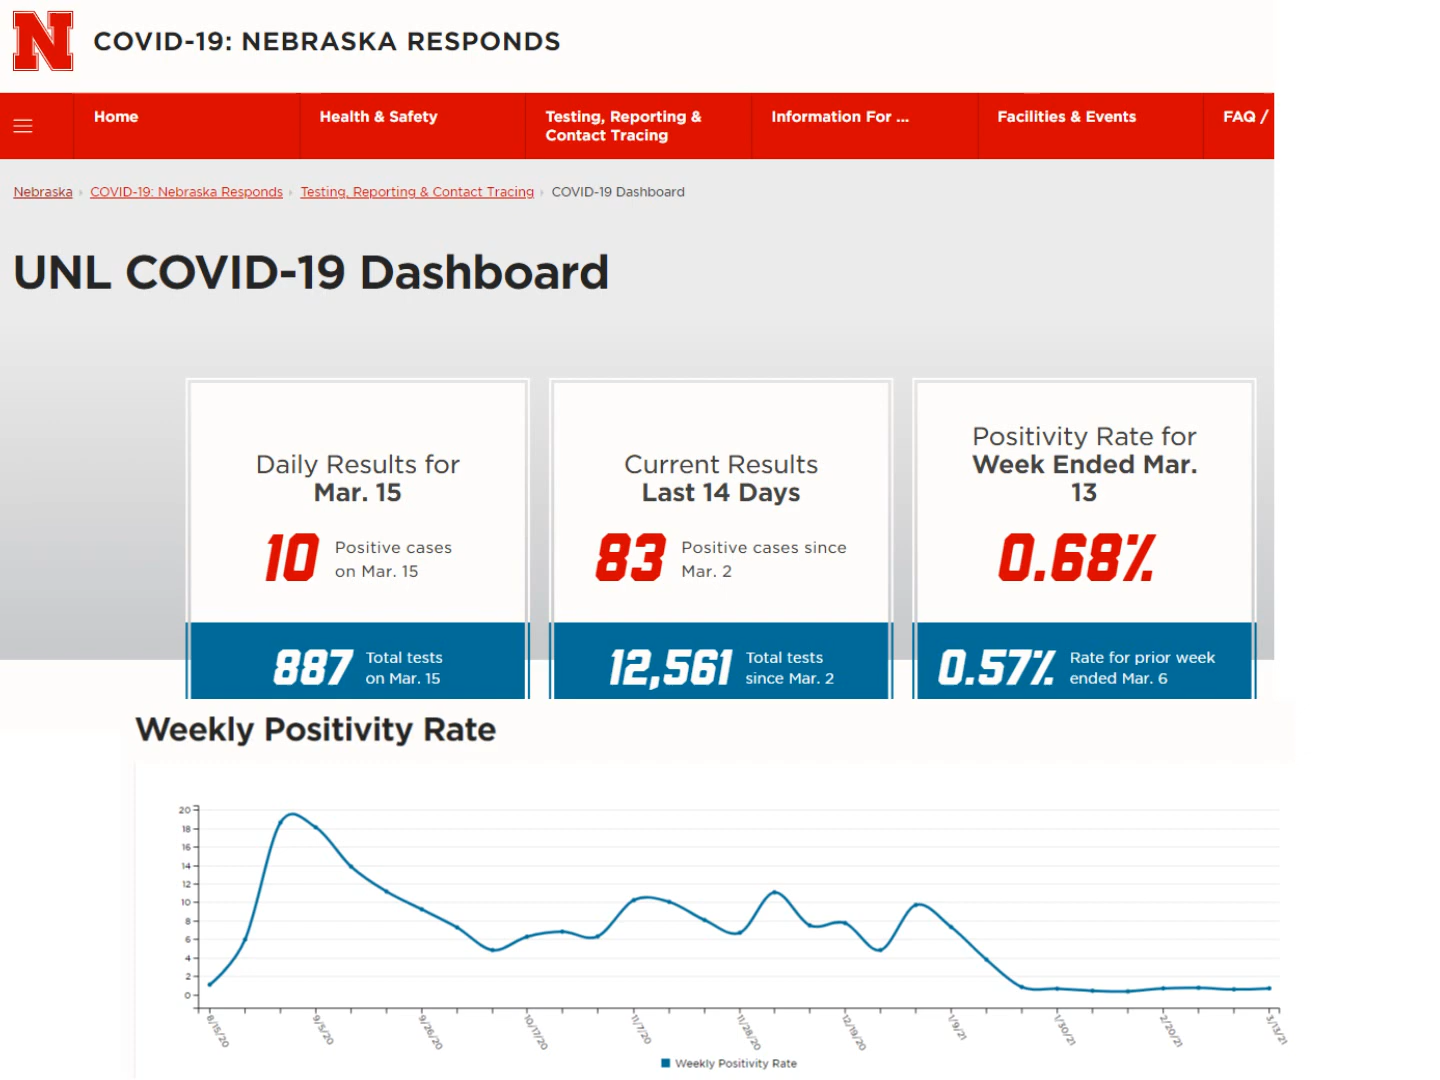 N
COVID-19: NEBRASKA RESPONDS
Home
Health & Safety
Testing, Reporting &
Contact Tracing
Information For ...
Facilities & Events
FAQ /
Nebraska › COVID-19: Nebraska Responds › Testing, Reporting & Contact Tracing › COVID-19 Dashboard
UNL COVID-19 Dashboard
Daily Results for
Mar. 15
10 Positive cases
on Mar. 15
887 Total tests
on Mar. 15
Current Results
Last 14 Days
83 Positive cases since
Mar. 2
12,561 Total tests
since Mar. 2
Positivity Rate for
Week Ended Mar.
13
0.68%
0.57% Rate for prior week
ended Mar. 6
Weekly Positivity Rate
20
18
16
14
12
10
8
6
4
2
0
8/15/20
9/5/20
9/26/20
10/17/20
11/7/20
11/28/20
12/19/20
1/9/21
1/30/21
2/20/21
3/13/21
Weekly Positivity Rate